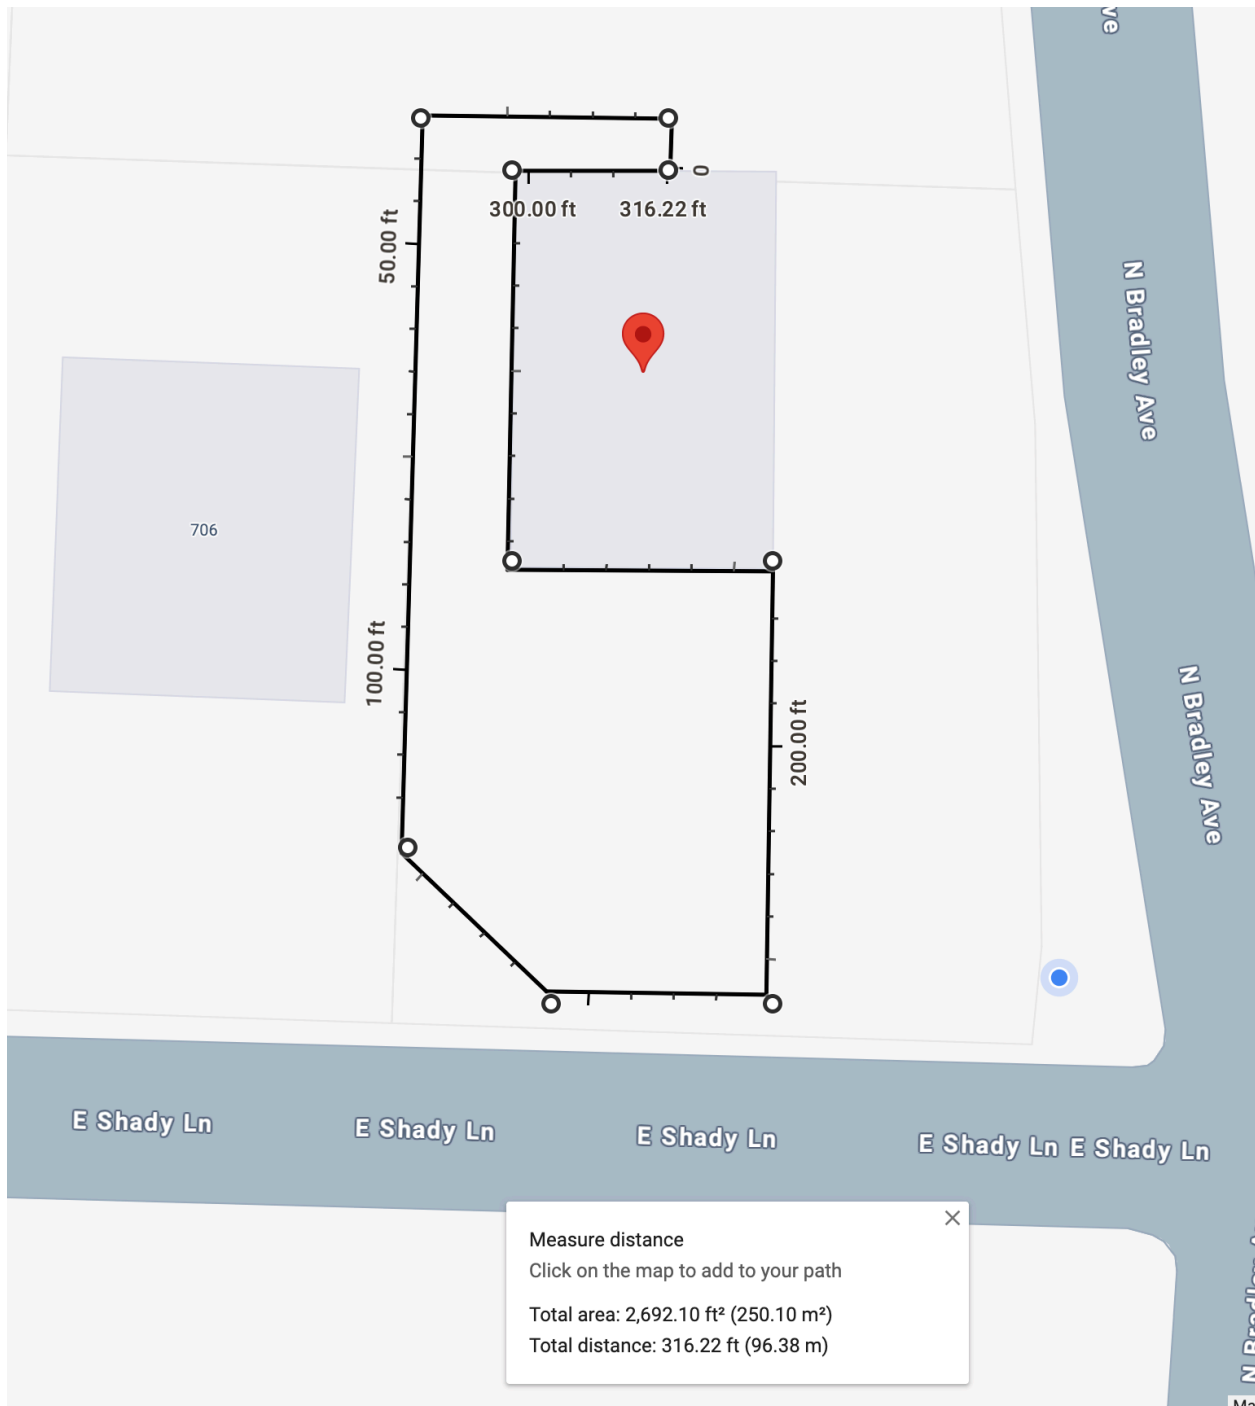 ve
0
300.00 ft
316.22 ft
50.00 ft
N Bradley Ave
706
100.00 ft
200.00 ft
N Bradley Ave
E Shady Ln
E Shady Ln
E Shady Ln
E Shady Ln
E Shady Ln
Measure distance
Click on the map to add to your path
Total area: 2,692.10 ft² (250.10 m²)
Total distance: 316.22 ft (96.38 m)